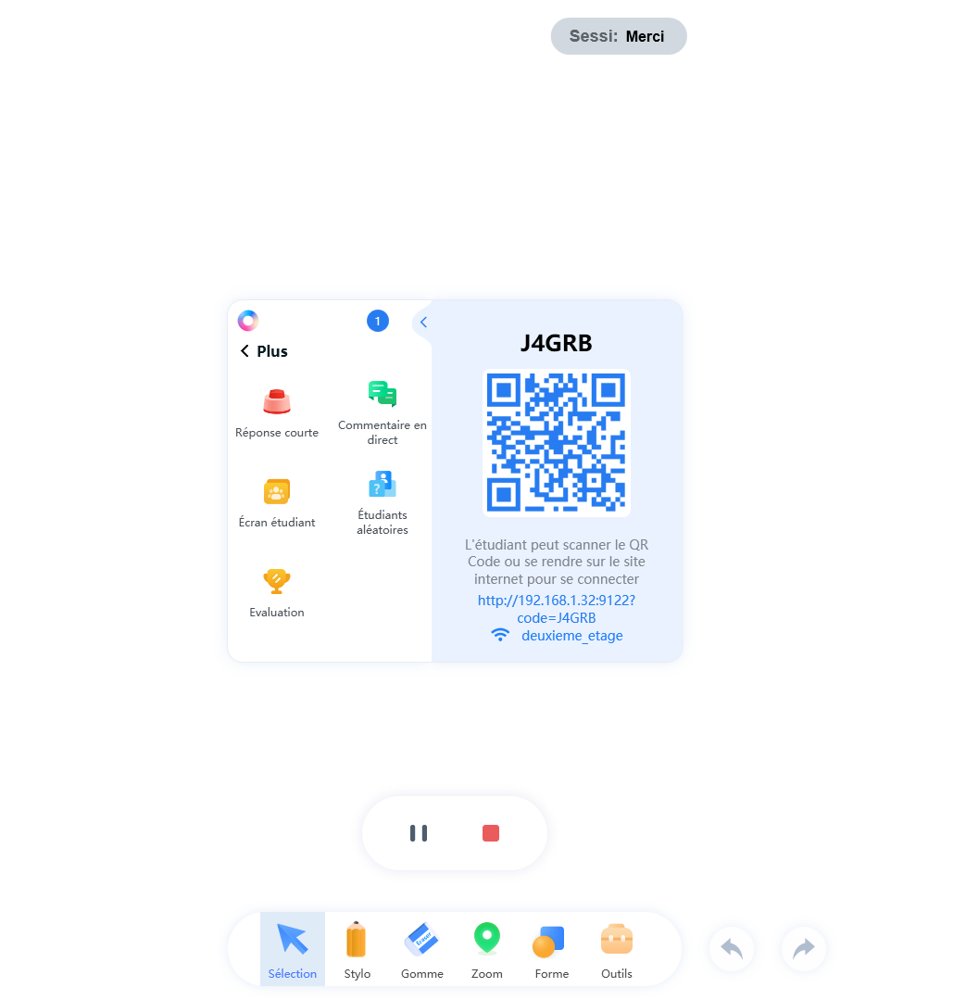 Sessi: Merci
1
Plus
Réponse courte
Commentaire en
direct
Écran étudiant
Étudiants
aléatoires
Evaluation
J4GRB
L'étudiant peut scanner le QR
Code ou se rendre sur le site
internet pour se connecter
http://192.168.1.32:9122?
code=J4GRB
deuxieme_etage
Eraser
Sélection
Stylo
Gomme
Zoom
Forme
Outils